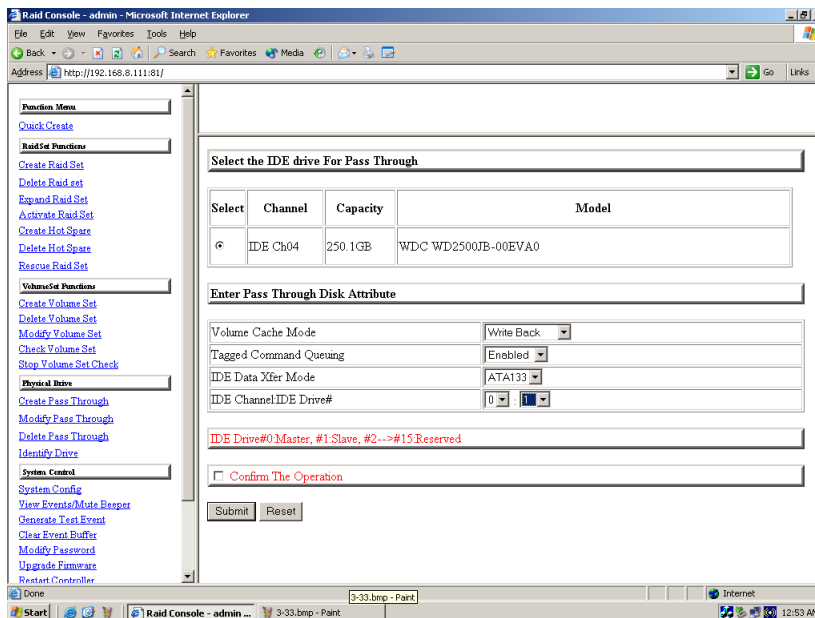 Raid Console - admin - Microsoft Internet Explorer
File Edit View Favorites Tools Help
Back Search Favorites Media
Address http://192.168.8.111:81/ Go Links
Function Menu
Quick Create
RaidSet Functions
Create Raid Set
Delete Raid set
Expand Raid Set
Activate Raid Set
Create Hot Spare
Delete Hot Spare
Rescue Raid Set
VolumeSet Functions
Create Volume Set
Delete Volume Set
Modify Volume Set
Check Volume Set
Stop Volume Set Check
Physical Drive
Create Pass Through
Modify Pass Through
Delete Pass Through
Identify Drive
System Control
System Config
View Events/Mute Beeper
Generate Test Event
Clear Event Buffer
Modify Password
Upgrade Firmware
Restart Controller
Select the IDE drive For Pass Through
Select Channel Capacity Model
IDE Ch04 250.1GB WDC WD2500JB-00EVA0
Enter Pass Through Disk Attribute
Volume Cache Mode Write Back
Tagged Command Queuing Enabled
IDE Data Xfer Mode ATA133
IDE Channel:IDE Drive# 0 : 1
IDE Drive#0:Master, #1:Slave, #2-->#15:Reserved
Confirm The Operation
Submit Reset
Done Internet
3-33.bmp - Paint
Start Raid Console - admin ... 3-33.bmp - Paint 12:53 AM